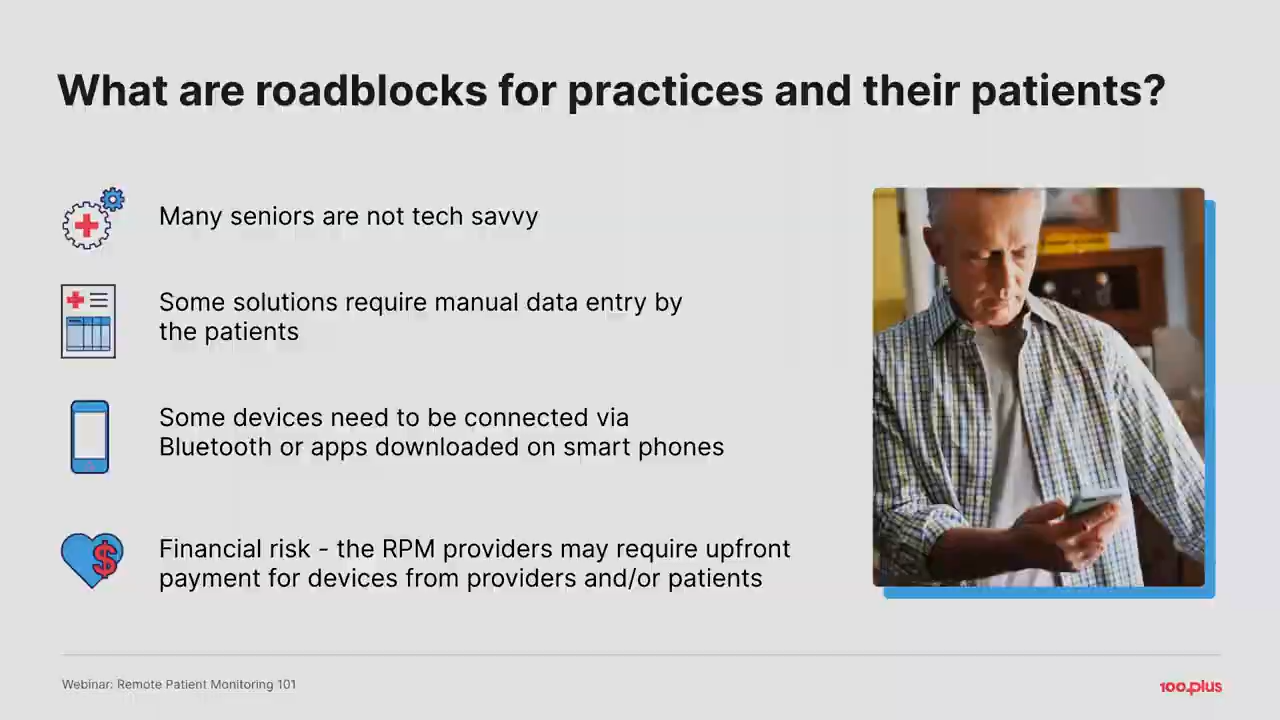 What are roadblocks for practices and their patients?
Many seniors are not tech savvy
Some solutions require manual data entry by
the patients
Some devices need to be connected via
Bluetooth or apps downloaded on smart phones
Financial risk - the RPM providers may require upfront
payment for devices from providers and/or patients
Webinar: Remote Patient Monitoring 101
100plus